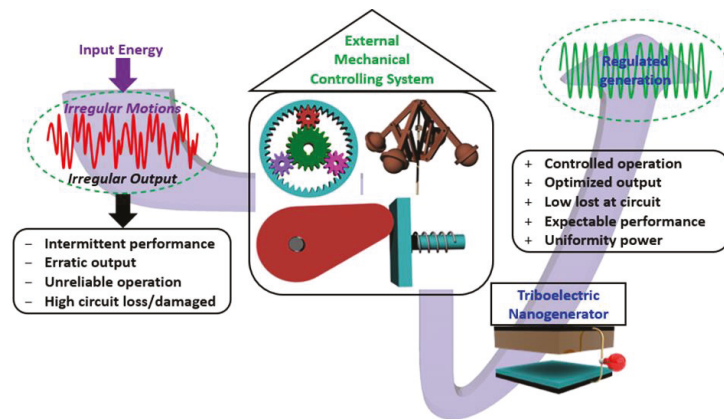 Input Energy
Irregular Motions
Irregular Output
– Intermittent performance
– Erratic output
– Unreliable operation
– High circuit loss/damaged
External
Mechanical
Controlling System
Regulated
generation
+ Controlled operation
+ Optimized output
+ Low lost at circuit
+ Expectable performance
+ Uniformity power
Triboelectric
Nanogenerator